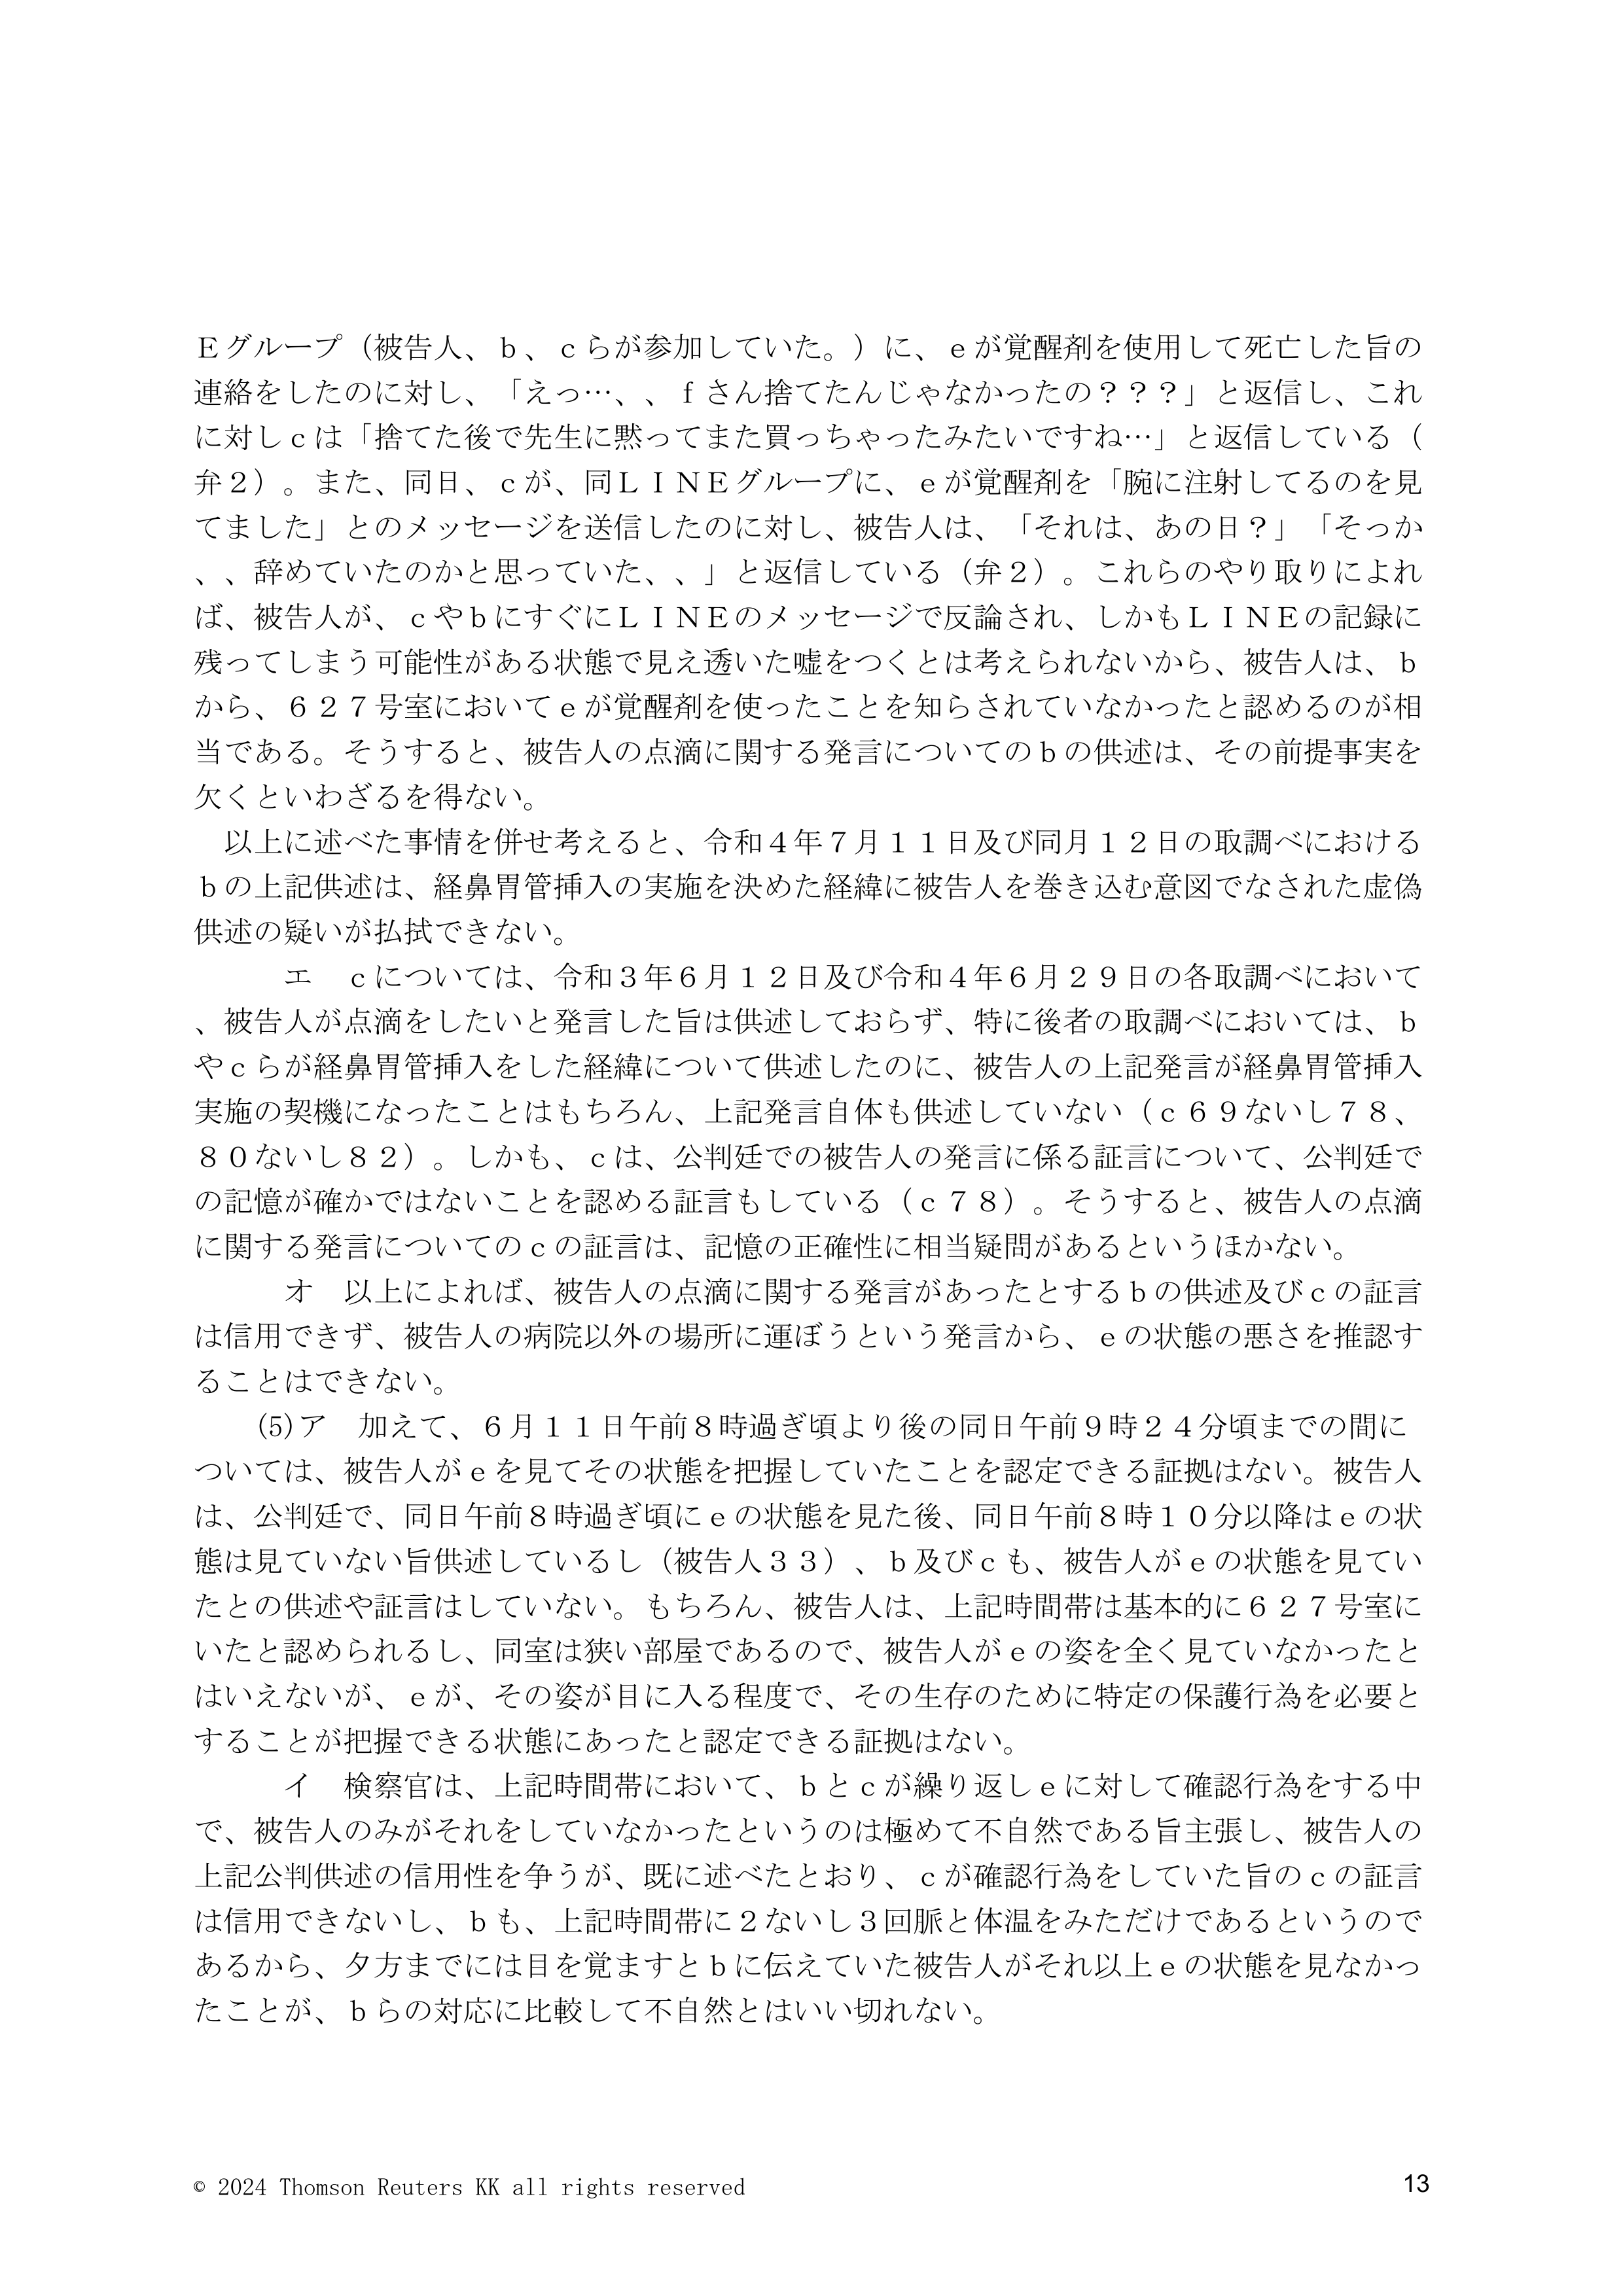 Ｅグループ（被告人、ｂ、ｃらが参加していた。）に、ｅが覚醒剤を使用して死亡した旨の
連絡をしたのに対し、「えっ…、、ｆさん捨てたんじゃなかったの？？？」と返信し、これ
に対しｃは「捨てた後で先生に黙ってまた買っちゃったみたいですね…」と返信している（
弁２）。また、同日、ｃが、同ＬＩＮＥグループに、ｅが覚醒剤を「腕に注射してるのを見
てました」とのメッセージを送信したのに対し、被告人は、「それは、あの日？」「そっか
、、辞めていたのかと思っていた、、」と返信している（弁２）。これらのやり取りによれ
ば、被告人が、ｃやｂにすぐにＬＩＮＥのメッセージで反論され、しかもＬＩＮＥの記録に
残ってしまう可能性がある状態で見え透いた嘘をつくとは考えられないから、被告人は、ｂ
から、６２７号室においてｅが覚醒剤を使ったことを知らされていなかったと認めるのが相
当である。そうすると、被告人の点滴に関する発言についてのｂの供述は、その前提事実を
欠くといわざるを得ない。
　以上に述べた事情を併せ考えると、令和４年７月１１日及び同月１２日の取調べにおける
ｂの上記供述は、経鼻胃管挿入の実施を決めた経緯に被告人を巻き込む意図でなされた虚偽
供述の疑いが払拭できない。
　　　エ　ｃについては、令和３年６月１２日及び令和４年６月２９日の各取調べにおいて
、被告人が点滴をしたいと発言した旨は供述しておらず、特に後者の取調べにおいては、ｂ
やｃらが経鼻胃管挿入をした経緯について供述したのに、被告人の上記発言が経鼻胃管挿入
実施の契機になったことはもちろん、上記発言自体も供述していない（ｃ６９ないし７８、
８０ないし８２）。しかも、ｃは、公判廷での被告人の発言に係る証言について、公判廷で
の記憶が確かではないことを認める証言もしている（ｃ７８）。そうすると、被告人の点滴
に関する発言についてのｃの証言は、記憶の正確性に相当疑問があるというほかない。
　　　オ　以上によれば、被告人の点滴に関する発言があったとするｂの供述及びｃの証言
は信用できず、被告人の病院以外の場所に運ぼうという発言から、ｅの状態の悪さを推認す
ることはできない。
　　(5)ア　加えて、６月１１日午前８時過ぎ頃より後の同日午前９時２４分頃までの間に
ついては、被告人がｅを見てその状態を把握していたことを認定できる証拠はない。被告人
は、公判廷で、同日午前８時過ぎ頃にｅの状態を見た後、同日午前８時１０分以降はｅの状
態は見ていない旨供述しているし（被告人３３）、ｂ及びｃも、被告人がｅの状態を見てい
たとの供述や証言はしていない。もちろん、被告人は、上記時間帯は基本的に６２７号室に
いたと認められるし、同室は狭い部屋であるので、被告人がｅの姿を全く見ていなかったと
はいえないが、ｅが、その姿が目に入る程度で、その生存のために特定の保護行為を必要と
することが把握できる状態にあったと認定できる証拠はない。
　　　イ　検察官は、上記時間帯において、ｂとｃが繰り返しｅに対して確認行為をする中
で、被告人のみがそれをしていなかったというのは極めて不自然である旨主張し、被告人の
上記公判供述の信用性を争うが、既に述べたとおり、ｃが確認行為をしていた旨のｃの証言
は信用できないし、ｂも、上記時間帯に２ないし３回脈と体温をみただけであるというので
あるから、夕方までには目を覚ますとｂに伝えていた被告人がそれ以上ｅの状態を見なかっ
たことが、ｂらの対応に比較して不自然とはいい切れない。
© 2024 Thomson Reuters KK all rights reserved
13